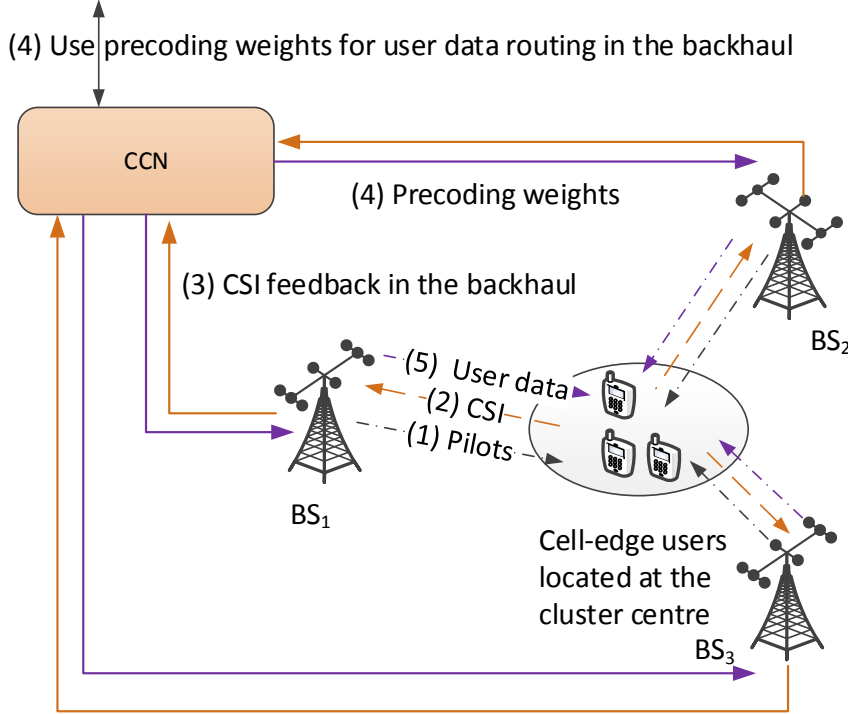 (4) Use precoding weights for user data routing in the backhaul
CCN
(4) Precoding weights
(3) CSI feedback in the backhaul
BS2
(5) User data
(2) CSI
(1) Pilots
BS1
Cell-edge users
located at the
cluster centre
BS3